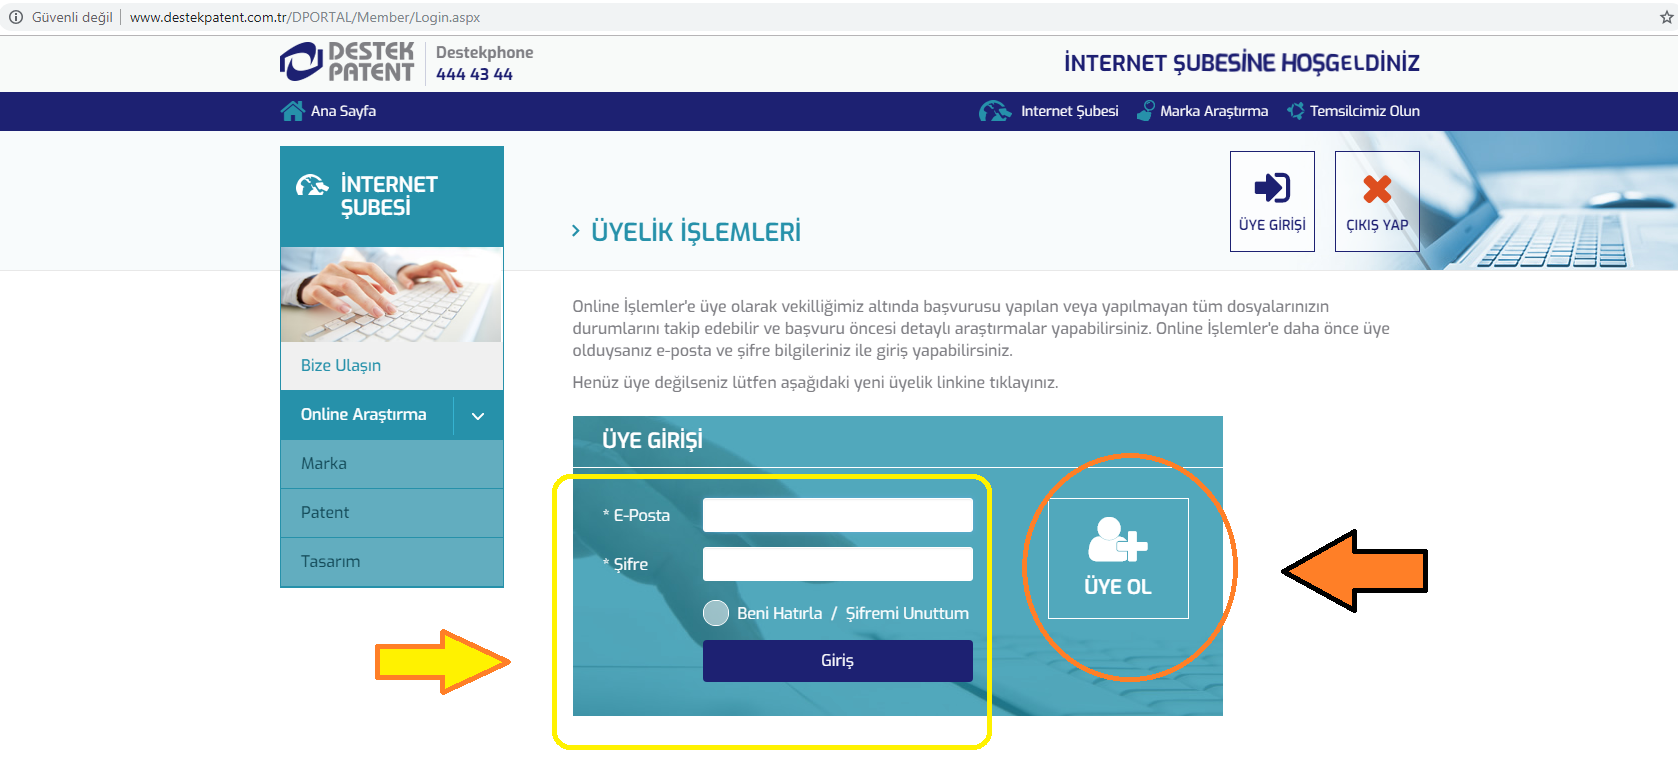 Güvenli değil
www.destekpatent.com.tr/DPORTAL/Member/Login.aspx
DESTEK
PATENT
Destekphone
444 43 44
İNTERNET ŞUBESİNE HOŞGELDİNİZ
Ana Sayfa
Internet Şubesi
Marka Araştırma
Temsilcimiz Olun
İNTERNET
ŞUBESİ
ÜYELİK İŞLEMLERİ
ÜYE GİRİŞİ
ÇIKIŞ YAP
Bize Ulaşın
Online Araştırma
Marka
Patent
Tasarım
Online İşlemler'e üye olarak vekilliğimiz altında başvurusu yapılan veya yapılmayan tüm dosyalarınızın
durumlarını takip edebilir ve başvuru öncesi detaylı araştırmalar yapabilirsiniz. Online İşlemler'e daha önce üye
olduysanız e-posta ve şifre bilgileriniz ile giriş yapabilirsiniz.
Henüz üye değilseniz lütfen aşağıdaki yeni üyelik linkine tıklayınız.
ÜYE GİRİŞİ
* E-Posta
* Şifre
Beni Hatırla / Şifremi Unuttum
Giriş
ÜYE OL